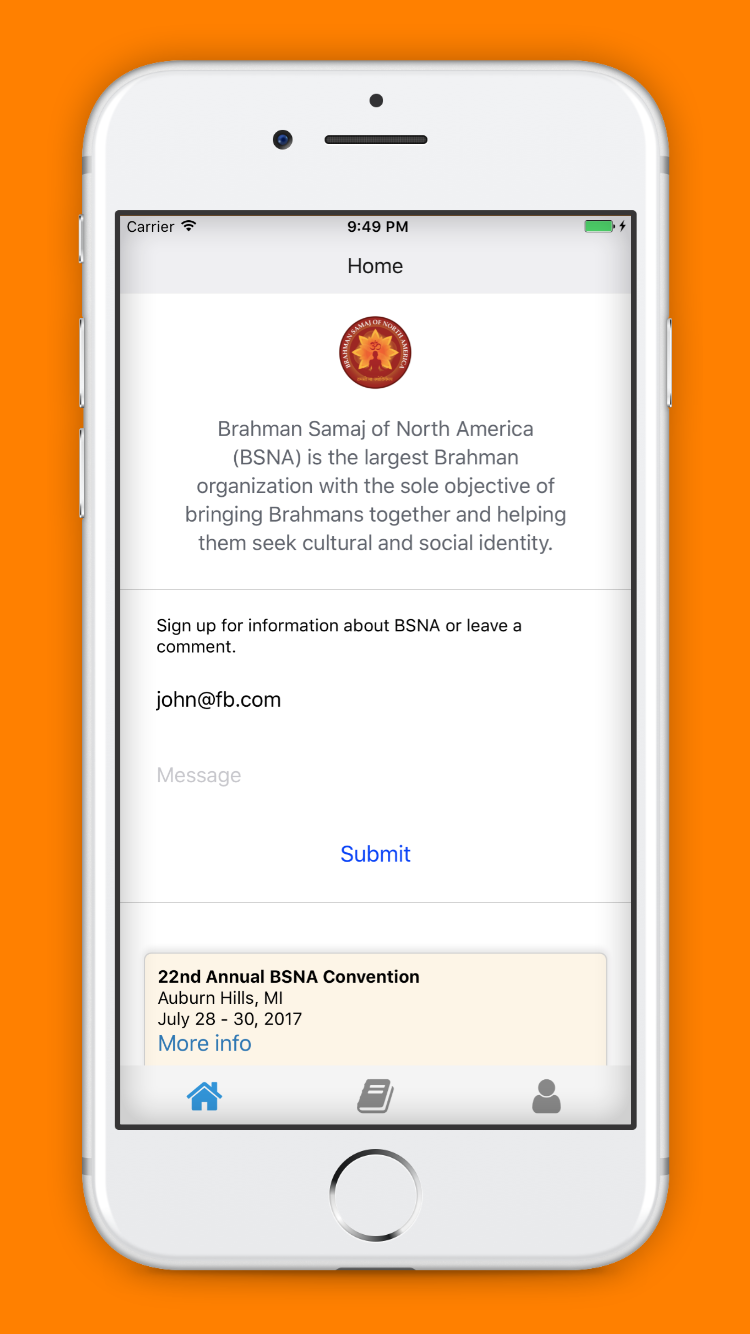 Carrier 9:49 PM
Home
BRAHMAN SAMAJ OF NORTH AMERICA
Brahman Samaj of North America
(BSNA) is the largest Brahman
organization with the sole objective of
bringing Brahmans together and helping
them seek cultural and social identity.
Sign up for information about BSNA or leave a
comment.
john@fb.com
Message
Submit
22nd Annual BSNA Convention
Auburn Hills, MI
July 28 - 30, 2017
More info